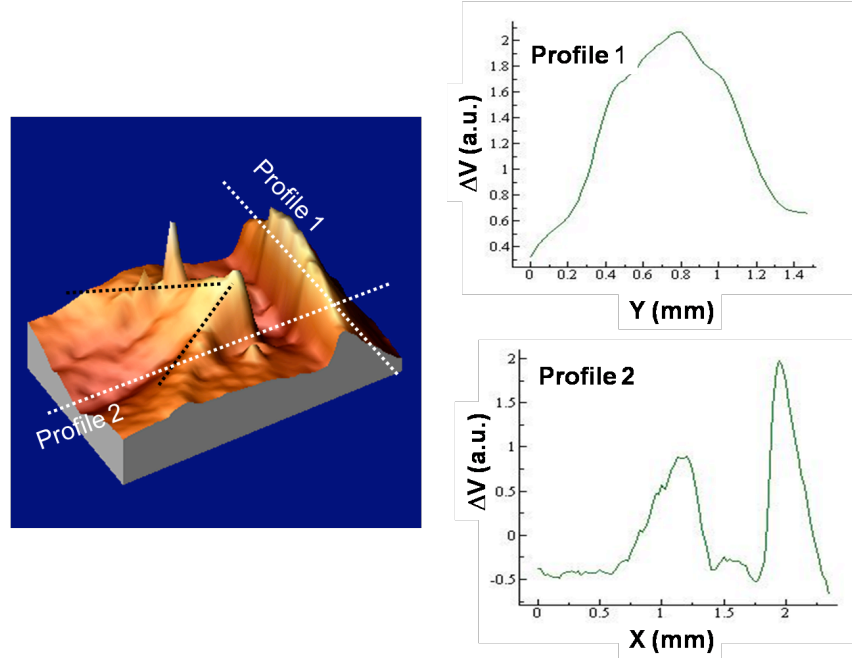 Profile 1
Profile 2
Profile 1
ΔV (a.u.)
2
1.8
1.6
1.4
1.2
1
0.8
0.6
0.4
0 0.2 0.4 0.6 0.8 1 1.2 1.4
Y (mm)
Profile 2
ΔV (a.u.)
2
1.5
1
0.5
0
-0.5
0 0.5 1 1.5 2
X (mm)